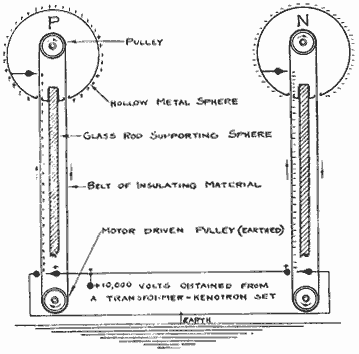 P
N
PULLEY
HOLLOW METAL SPHERE
GLASS ROD SUPPORTING SPHERE
BELT OF INSULATING MATERIAL
MOTOR DRIVEN PULLEY (EARTHED)
10,000 VOLTS OBTAINED FROM
A TRANSFORMER-KENOTRON SET
EARTH